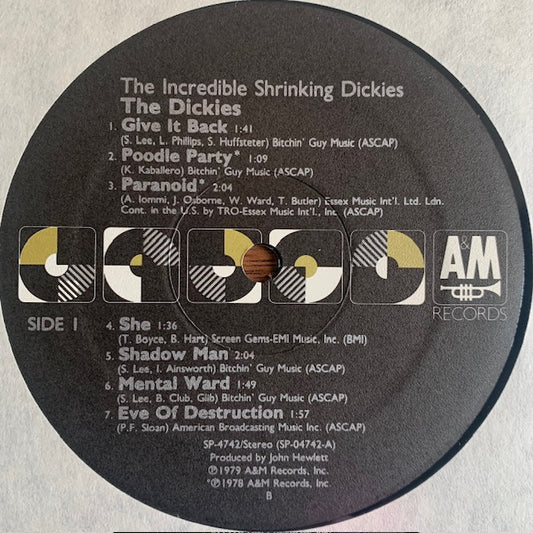 The Incredible Shrinking Dickies
The Dickies
1. Give It Back 1:41
(S. Lee, L. Phillips, S. Huffsteter) Bitchin' Guy Music (ASCAP)
2. Poodle Party* 1:09
(K. Kaballero) Bitchin' Guy Music (ASCAP)
3. Paranoid* 2:04
(A. Iommi, J. Osborne, W. Ward, T. Butler) Essex Music Int'l. Ltd. Ldn.
Cont. in the U.S. by TRO-Essex Music Int'l., Inc. (ASCAP)
A&M
RECORDS
SIDE 1
4. She 1:36
(T. Boyce, B. Hart) Screen Gems-EMI Music, Inc. (BMI)
5. Shadow Man 2:04
(S. Lee, I. Ainsworth) Bitchin' Guy Music (ASCAP)
6. Mental Ward 1:49
(S. Lee, B. Club, Glib) Bitchin' Guy Music (ASCAP)
7. Eve Of Destruction 1:57
(P.F. Sloan) American Broadcasting Music Inc. (ASCAP)
SP-4742/Stereo (SP-04742-A)
Produced by
John Hewlett
℗1979 A&M Records, Inc.
*℗1978 A&M Records, Inc.
B